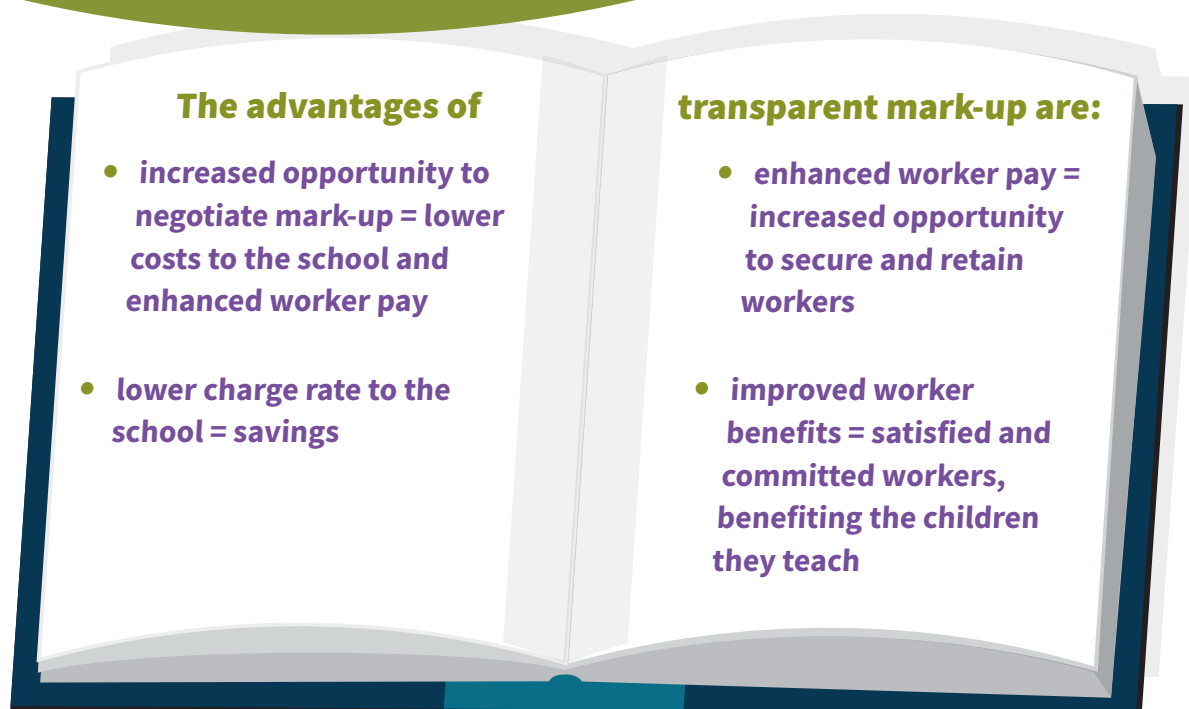 The advantages of transparent mark-up are:
• increased opportunity to
negotiate mark-up = lower
costs to the school and
enhanced worker pay
• lower charge rate to the
school = savings
• enhanced worker pay =
increased opportunity
to secure and retain
workers
• improved worker
benefits = satisfied and
committed workers,
benefiting the children
they teach